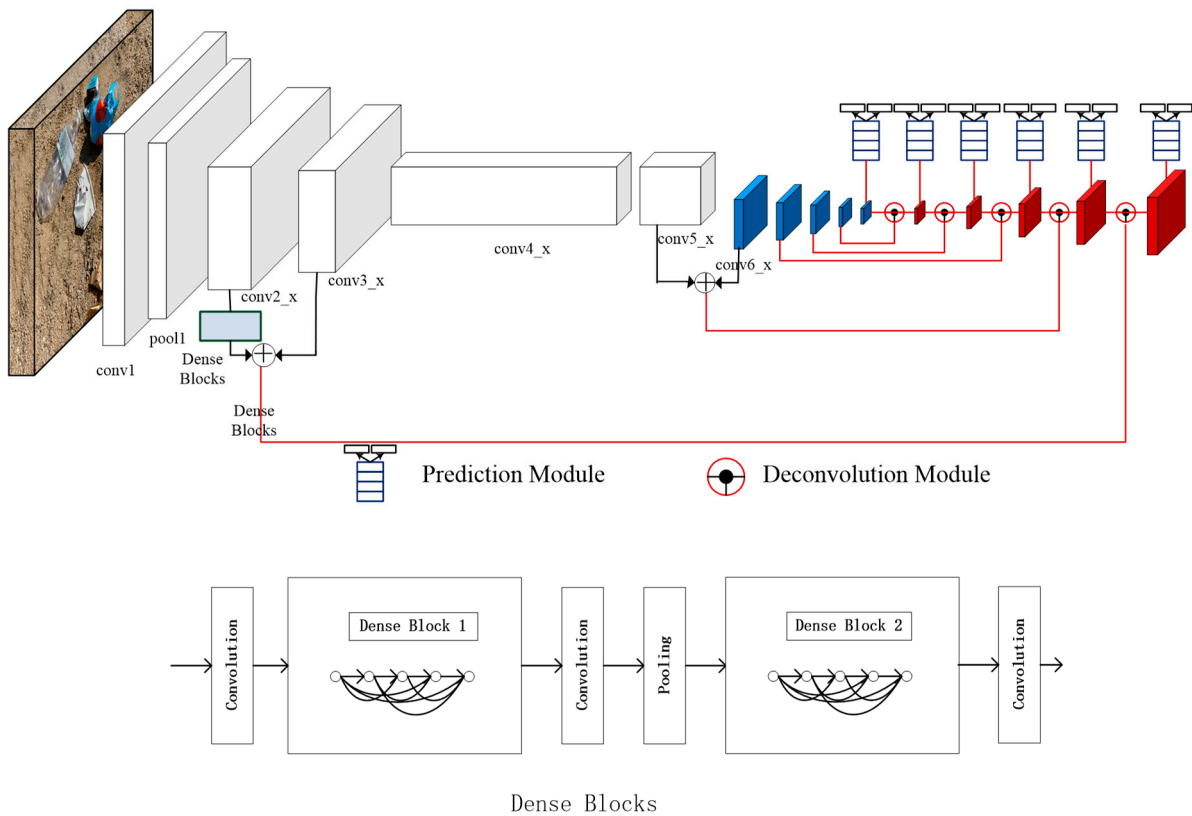 conv4_x
conv5_x
conv6_x
conv3_x
conv2_x
pool1
conv1
Dense
Blocks
Dense
Blocks
Prediction Module
Deconvolution Module
Convolution
Dense Block 1
Convolution
Pooling
Dense Block 2
Convolution
Dense Blocks